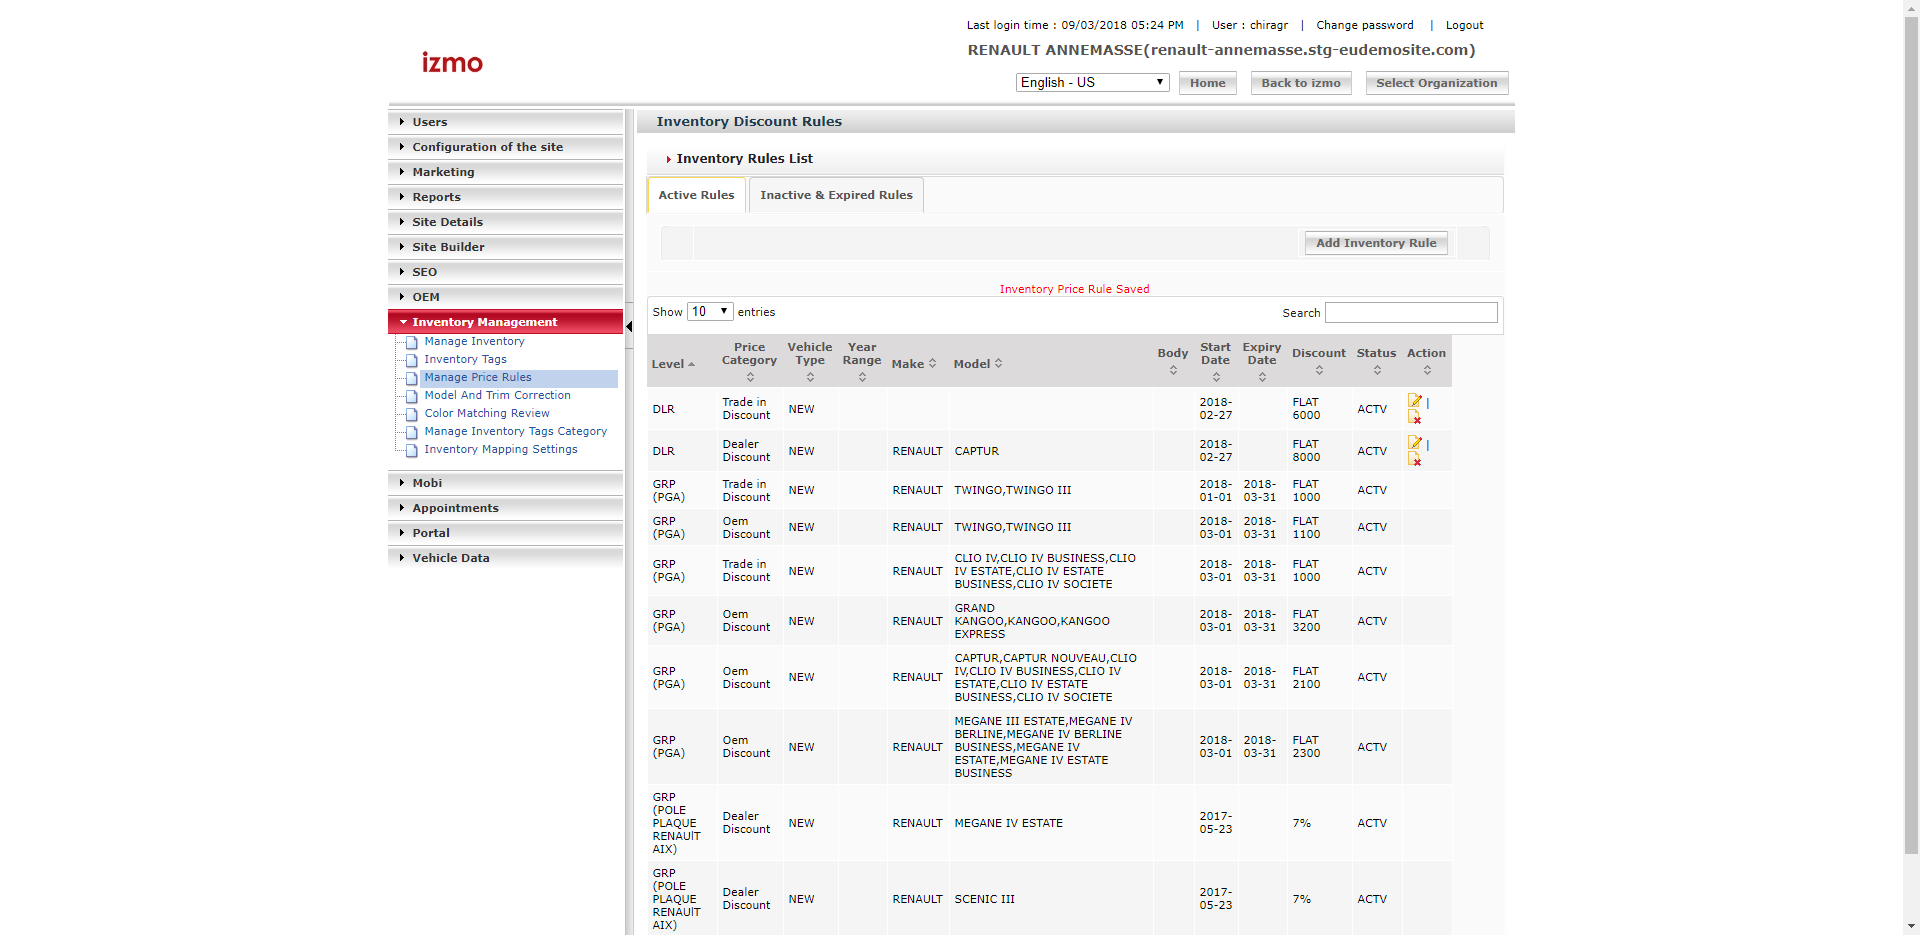 Last login time : 09/03/2018 05:24 PM | User : chiragr | Change password | Logout
izmo
RENAULT ANNEMASSE(renault-annemasse.stg-eudemosite.com)
English - US Home Back to izmo Select Organization
Users
Configuration of the site
Marketing
Reports
Site Details
Site Builder
SEO
OEM
Inventory Management
Manage Inventory
Inventory Tags
Manage Price Rules
Model And Trim Correction
Color Matching Review
Manage Inventory Tags Category
Inventory Mapping Settings
Mobi
Appointments
Portal
Vehicle Data
Inventory Discount Rules
Inventory Rules List
Active Rules Inactive & Expired Rules
Add Inventory Rule
Inventory Price Rule Saved
Show 10 entries Search
Level Price Category Vehicle Type Year Range Make Model Body Start Date Expiry Date Discount Status Action
DLR Trade in Discount NEW 2018-02-27 FLAT 6000 ACTV |
DLR Dealer Discount NEW RENAULT CAPTUR 2018-02-27 FLAT 8000 ACTV |
GRP (PGA) Trade in Discount NEW RENAULT TWINGO,TWINGO III 2018-01-01 2018-03-31 FLAT 1000 ACTV
GRP (PGA) Oem Discount NEW RENAULT TWINGO,TWINGO III 2018-03-01 2018-03-31 FLAT 1100 ACTV
GRP (PGA) Trade in Discount NEW RENAULT CLIO IV,CLIO IV BUSINESS,CLIO IV ESTATE,CLIO IV ESTATE BUSINESS,CLIO IV SOCIETE 2018-03-01 2018-03-31 FLAT 1000 ACTV
GRP (PGA) Oem Discount NEW RENAULT GRAND KANGOO,KANGOO,KANGOO EXPRESS 2018-03-01 2018-03-31 FLAT 3200 ACTV
GRP (PGA) Oem Discount NEW RENAULT CAPTUR,CAPTUR NOUVEAU,CLIO IV,CLIO IV BUSINESS,CLIO IV ESTATE,CLIO IV ESTATE BUSINESS,CLIO IV SOCIETE 2018-03-01 2018-03-31 FLAT 2100 ACTV
GRP (PGA) Oem Discount NEW RENAULT MEGANE III ESTATE,MEGANE IV BERLINE,MEGANE IV BERLINE BUSINESS,MEGANE IV ESTATE,MEGANE IV ESTATE BUSINESS 2018-03-01 2018-03-31 FLAT 2300 ACTV
GRP (POLE PLAQUE RENAUlT AIX) Dealer Discount NEW RENAULT MEGANE IV ESTATE 2017-05-23 7% ACTV
GRP (POLE PLAQUE RENAUlT AIX) Dealer Discount NEW RENAULT SCENIC III 2017-05-23 7% ACTV